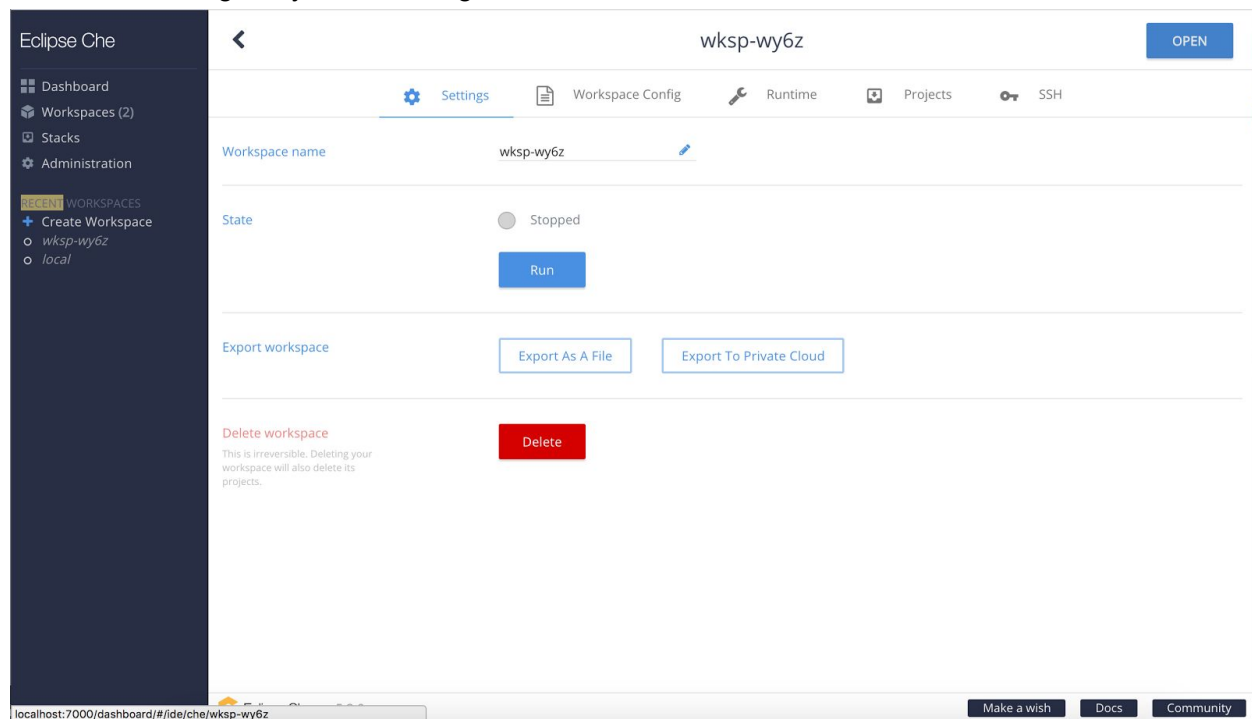 Eclipse Che
wksp-wy6z
OPEN
Dashboard
Workspaces (2)
Stacks
Administration
RECENT WORKSPACES
Create Workspace
wksp-wy6z
local
Settings
Workspace Config
Runtime
Projects
SSH
Workspace name
wksp-wy6z
State
Stopped
Run
Export workspace
Export As A File
Export To Private Cloud
Delete workspace
This is irreversible. Deleting your
workspace will also delete its
projects.
Delete
Make a wish
Docs
Community
localhost:7000/dashboard/#/ide/che/wksp-wy6z